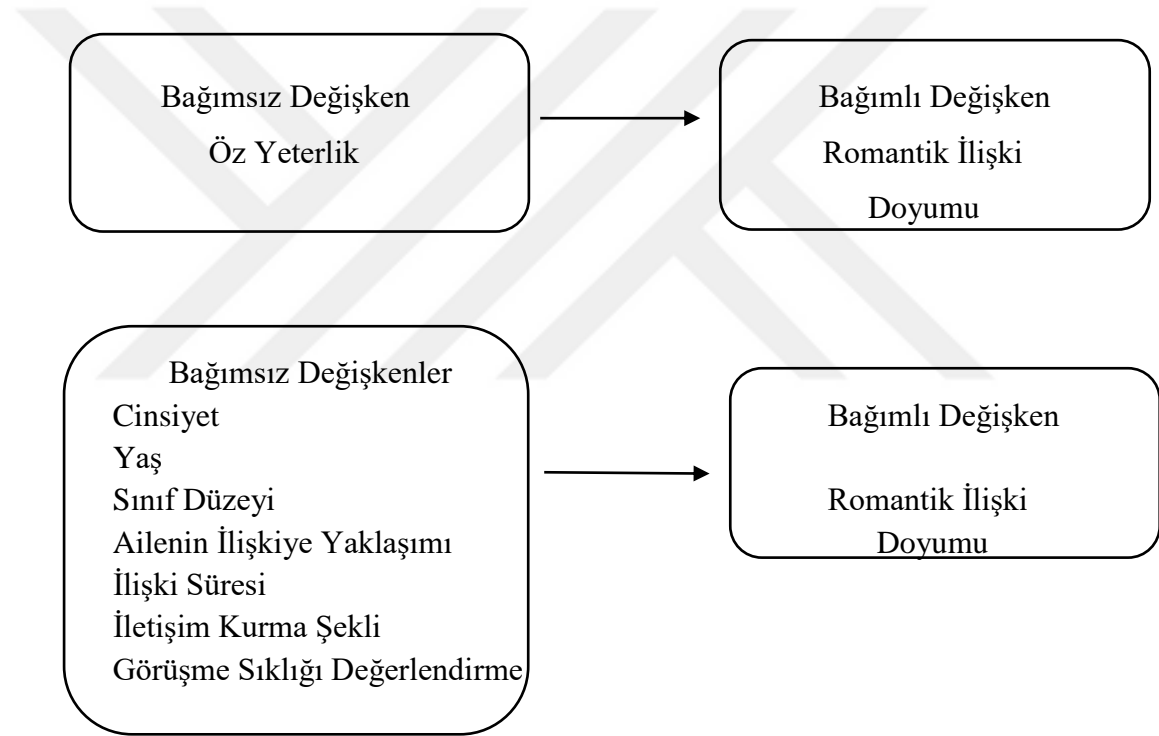 Bağımsız Değişken
Öz Yeterlik
Bağımlı Değişken
Romantik İlişki
Doyumu
Bağımsız Değişkenler
Cinsiyet
Yaş
Sınıf Düzeyi
Ailenin İlişkiye Yaklaşımı
İlişki Süresi
İletişim Kurma Şekli
Görüşme Sıklığı Değerlendirme
Bağımlı Değişken
Romantik İlişki
Doyumu